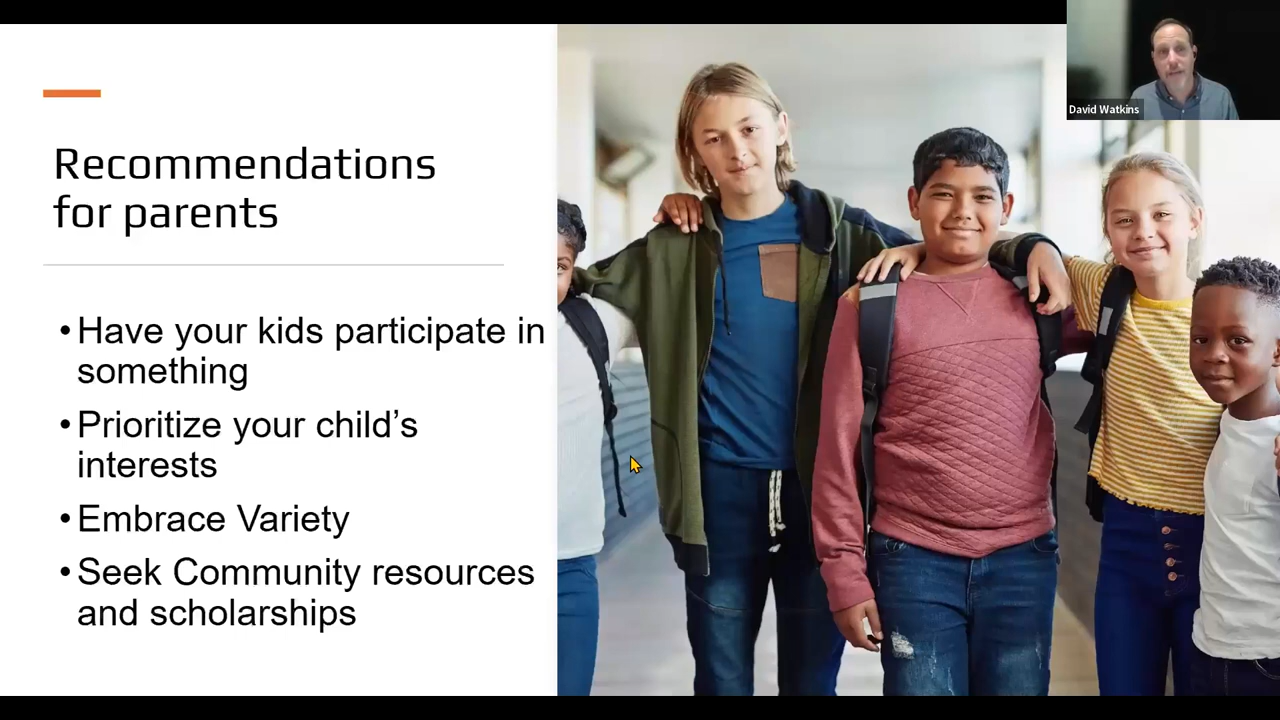 David Watkins
Recommendations
for parents
• Have your kids participate in
something
• Prioritize your child's
interests
• Embrace Variety
• Seek Community resources
and scholarships